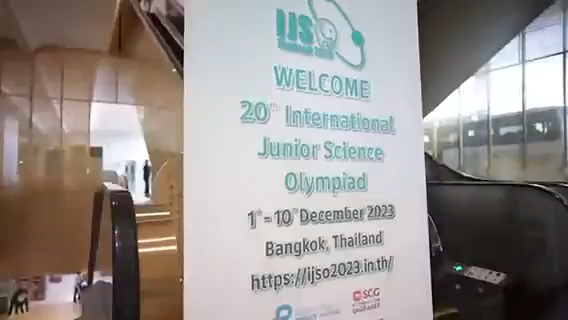 IJSO
WELCOME
20th International
Junior Science
Olympiad
1st - 10th December 2023
Bangkok, Thailand
https://ijso2023.in.th/
SCG